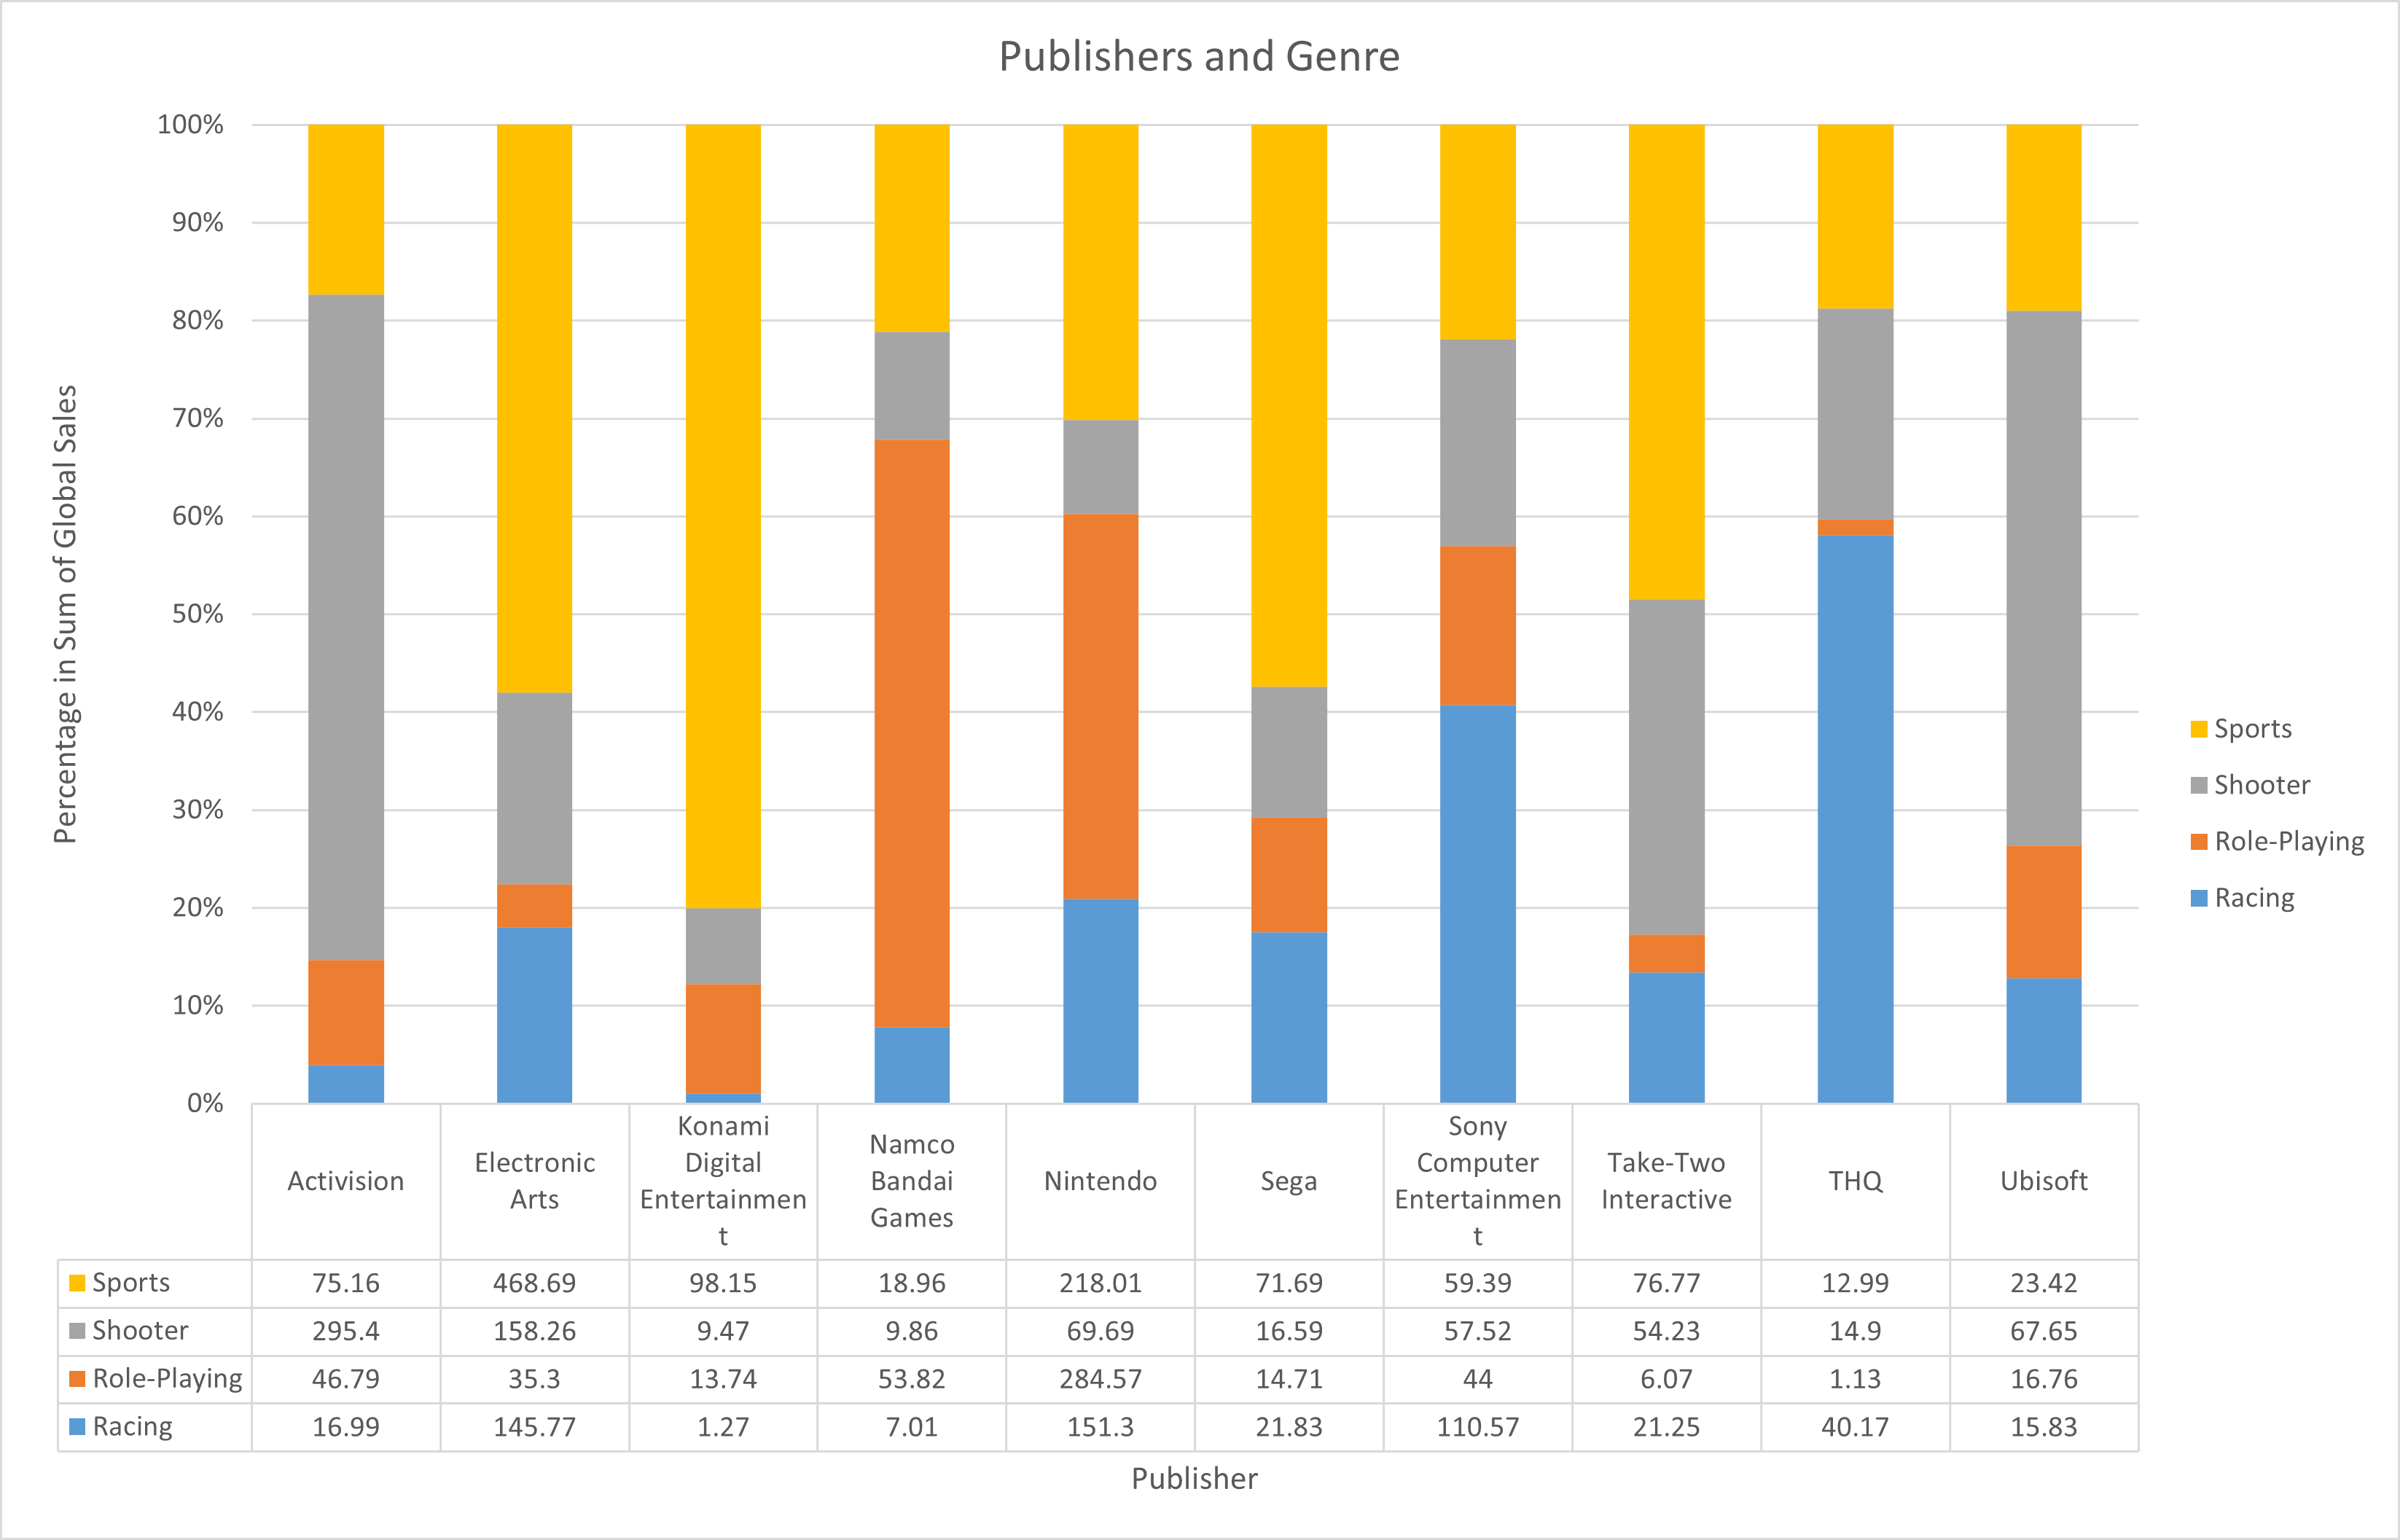 Publishers and Genre
Percentage in Sum of Global Sales
100%
90%
80%
70%
60%
50%
40%
30%
20%
10%
0%
Sports
Shooter
Role-Playing
Racing
Activision
Electronic
Arts
Konami
Digital
Entertainmen
t
Namco
Bandai
Games
Nintendo
Sega
Sony
Computer
Entertainmen
t
Take-Two
Interactive
THQ
Ubisoft
Sports 75.16 468.69 98.15 18.96 218.01 71.69 59.39 76.77 12.99 23.42
Shooter 295.4 158.26 9.47 9.86 69.69 16.59 57.52 54.23 14.9 67.65
Role-Playing 46.79 35.3 13.74 53.82 284.57 14.71 44 6.07 1.13 16.76
Racing 16.99 145.77 1.27 7.01 151.3 21.83 110.57 21.25 40.17 15.83
Publisher